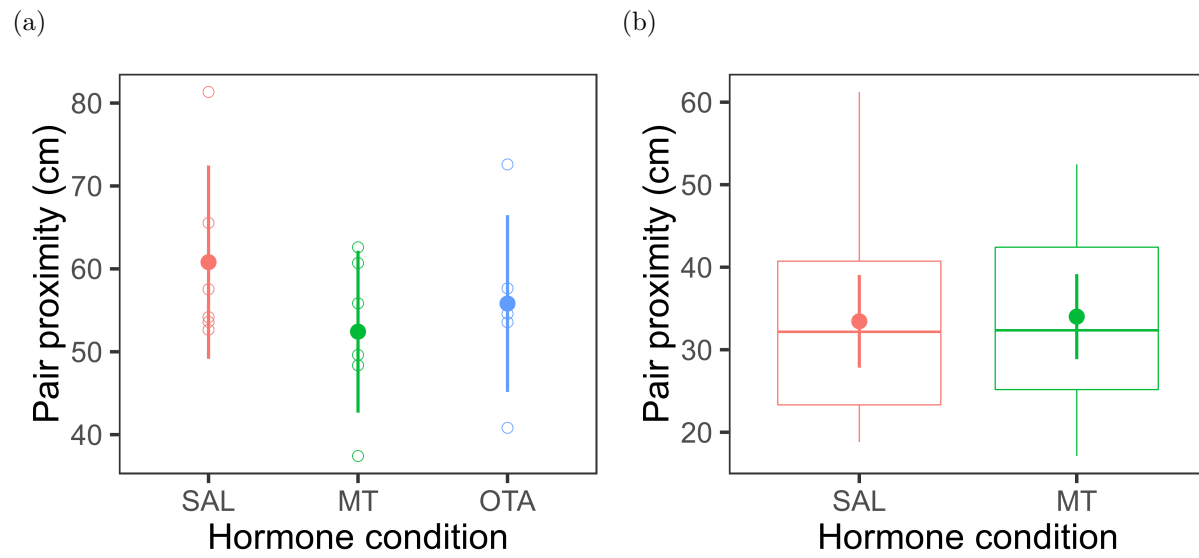 (a)
Pair proximity (cm)
80
70
60
50
40
SAL MT OTA
Hormone condition
(b)
Pair proximity (cm)
60
50
40
30
20
SAL MT
Hormone condition